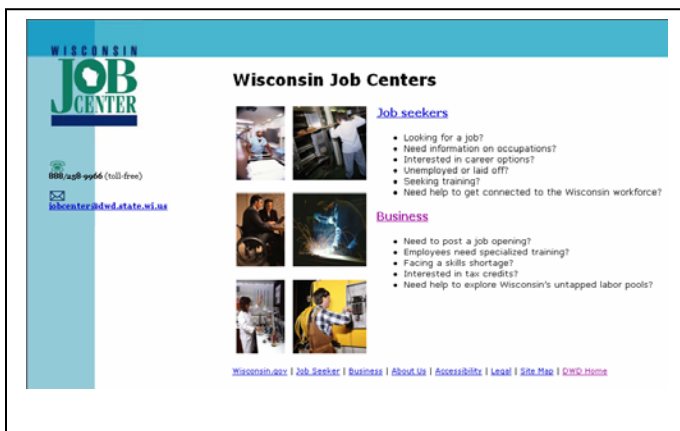 WISCONSIN
JOB
CENTER
888/258-9966 (toll-free)
jobcenter@dwd.state.wi.us
Wisconsin Job Centers
Job seekers
• Looking for a job?
• Need information on occupations?
• Interested in career options?
• Unemployed or laid off?
• Seeking training?
• Need help to get connected to the Wisconsin workforce?
Business
• Need to post a job opening?
• Employees need specialized training?
• Facing a skills shortage?
• Interested in tax credits?
• Need help to explore Wisconsin's untapped labor pools?
Wisconsin.gov | Job Seeker | Business | About Us | Accessibility | Legal | Site Map | DWD Home